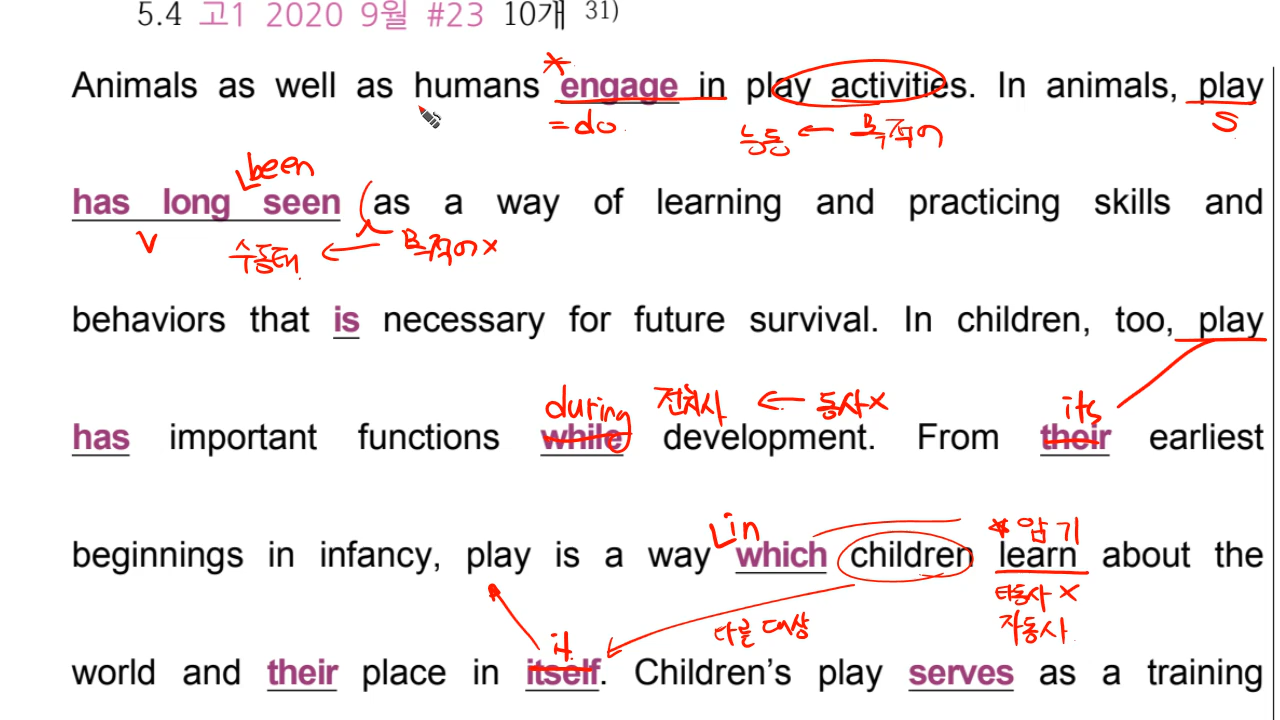 5.4 고1 2020 9월 #23 10개 31)
Animals as well as humans engage in play activities. In animals, play
* =do 능동 ← 목적어 S
been
has long seen as a way of learning and practicing skills and
V 수동태 ← 목적어 x
behaviors that is necessary for future survival. In children, too, play
during 전치사 ← 동사 x its
has important functions while development. From their earliest
in * 암기
beginnings in infancy, play is a way which children learn about the
타동사 x
다른 대상 자동사
it
world and their place in itself. Children's play serves as a training